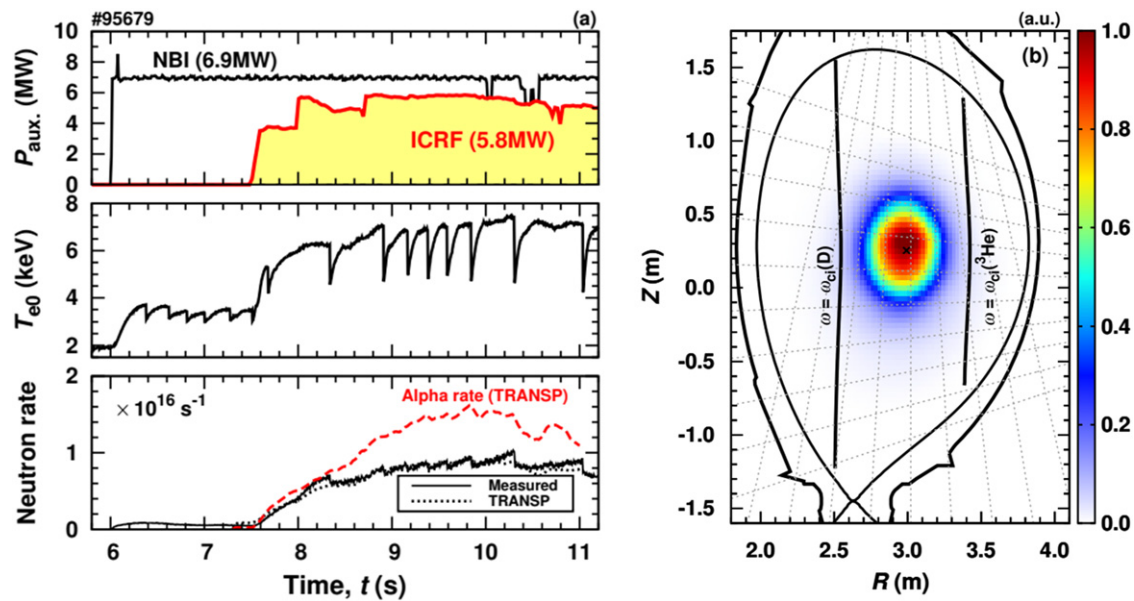 #95679 (a)
10
8
6
4
2
0
P_aux. (MW)
NBI (6.9MW)
ICRF (5.8MW)
8
6
4
2
T_e0 (keV)
2
1
0
Neutron rate
× 10^16 s^-1
Alpha rate (TRANSP)
Measured
TRANSP
6 7 8 9 10 11
Time, t (s)
(a.u.)
(b)
1.5
1.0
0.5
0.0
-0.5
-1.0
-1.5
Z (m)
ω = ω_ci(D)
ω = ω_ci(^3He)
2.0 2.5 3.0 3.5 4.0
R (m)
1.0
0.8
0.6
0.4
0.2
0.0